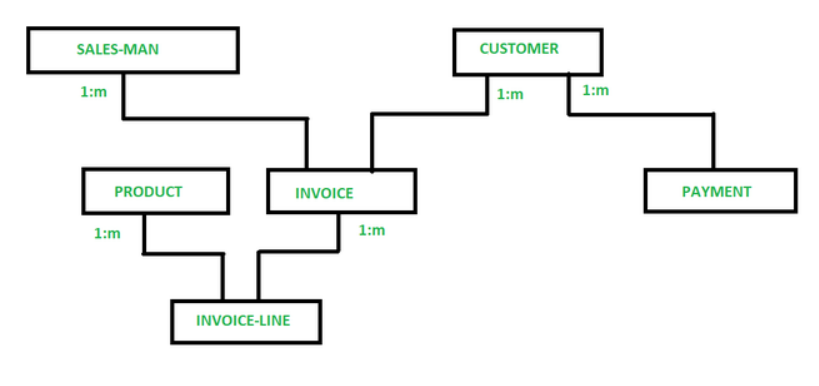 SALES-MAN
CUSTOMER
1:m
1:m
1:m
PRODUCT
INVOICE
PAYMENT
1:m
1:m
INVOICE-LINE